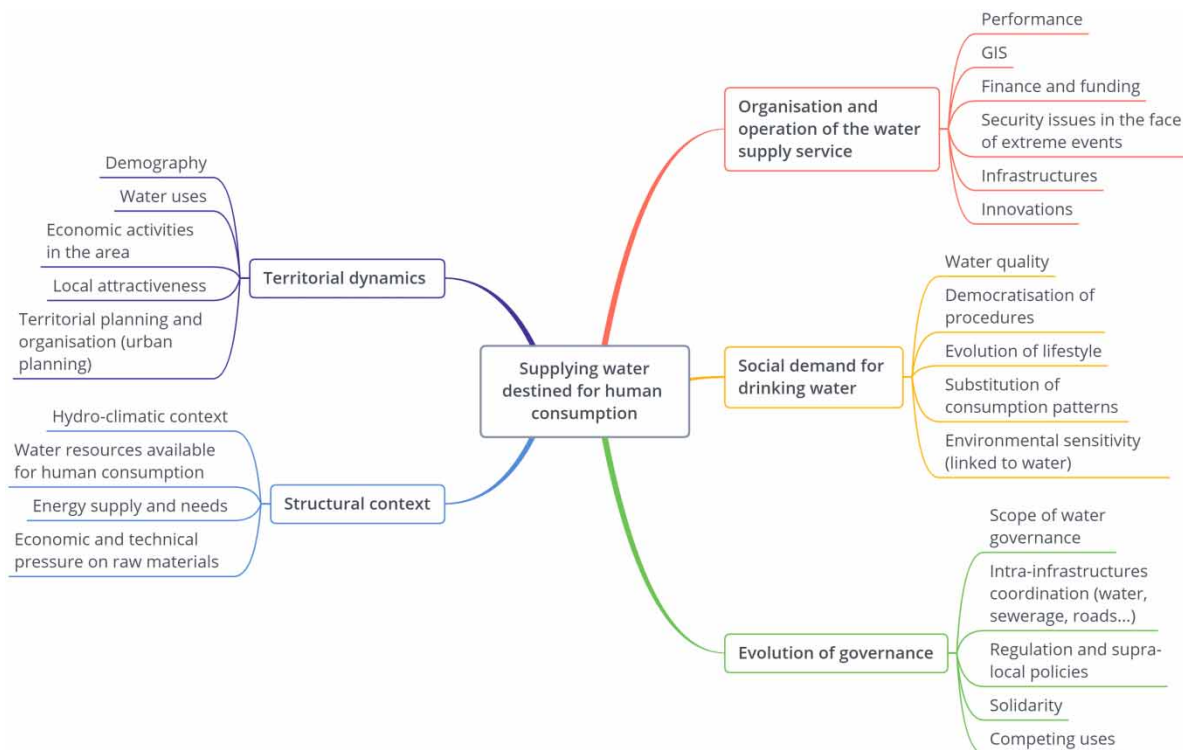 Supplying water
destined for human
consumption
Organisation and
operation of the water
supply service
Performance
GIS
Finance and funding
Security issues in the face
of extreme events
Infrastructures
Innovations
Social demand for
drinking water
Water quality
Democratisation of
procedures
Evolution of lifestyle
Substitution of
consumption patterns
Environmental sensitivity
(linked to water)
Evolution of governance
Scope of water
governance
Intra-infrastructures
coordination (water,
sewerage, roads...)
Regulation and supra-
local policies
Solidarity
Competing uses
Territorial dynamics
Demography
Water uses
Economic activities
in the area
Local attractiveness
Territorial planning and
organisation (urban
planning)
Structural context
Hydro-climatic context
Water resources available
for human consumption
Energy supply and needs
Economic and technical
pressure on raw materials